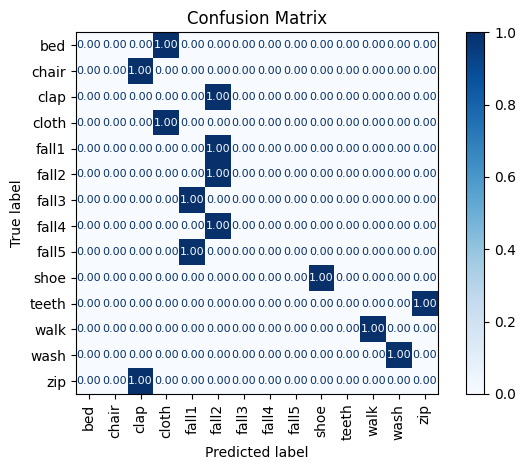 Confusion Matrix
True label
bed 0.00 0.00 0.00 1.00 0.00 0.00 0.00 0.00 0.00 0.00 0.00 0.00 0.00 0.00
chair 0.00 0.00 1.00 0.00 0.00 0.00 0.00 0.00 0.00 0.00 0.00 0.00 0.00 0.00
clap 0.00 0.00 0.00 0.00 0.00 1.00 0.00 0.00 0.00 0.00 0.00 0.00 0.00 0.00
cloth 0.00 0.00 0.00 1.00 0.00 0.00 0.00 0.00 0.00 0.00 0.00 0.00 0.00 0.00
fall1 0.00 0.00 0.00 0.00 0.00 1.00 0.00 0.00 0.00 0.00 0.00 0.00 0.00 0.00
fall2 0.00 0.00 0.00 0.00 0.00 1.00 0.00 0.00 0.00 0.00 0.00 0.00 0.00 0.00
fall3 0.00 0.00 0.00 0.00 1.00 0.00 0.00 0.00 0.00 0.00 0.00 0.00 0.00 0.00
fall4 0.00 0.00 0.00 0.00 0.00 1.00 0.00 0.00 0.00 0.00 0.00 0.00 0.00 0.00
fall5 0.00 0.00 0.00 0.00 1.00 0.00 0.00 0.00 0.00 0.00 0.00 0.00 0.00 0.00
shoe 0.00 0.00 0.00 0.00 0.00 0.00 0.00 0.00 0.00 1.00 0.00 0.00 0.00 0.00
teeth 0.00 0.00 0.00 0.00 0.00 0.00 0.00 0.00 0.00 0.00 0.00 0.00 0.00 1.00
walk 0.00 0.00 0.00 0.00 0.00 0.00 0.00 0.00 0.00 0.00 0.00 1.00 0.00 0.00
wash 0.00 0.00 0.00 0.00 0.00 0.00 0.00 0.00 0.00 0.00 0.00 0.00 1.00 0.00
zip 0.00 0.00 1.00 0.00 0.00 0.00 0.00 0.00 0.00 0.00 0.00 0.00 0.00 0.00
bed chair clap cloth fall1 fall2 fall3 fall4 fall5 shoe teeth walk wash zip
Predicted label
1.0
0.8
0.6
0.4
0.2
0.0